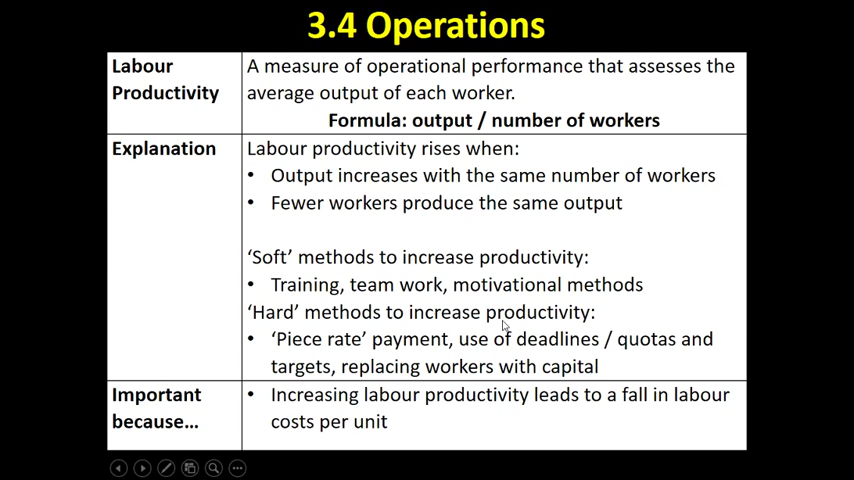 3.4 Operations
Labour
Productivity
A measure of operational performance that assesses the
average output of each worker.
Formula: output / number of workers
Explanation
Labour productivity rises when:
• Output increases with the same number of workers
• Fewer workers produce the same output
‘Soft’ methods to increase productivity:
• Training, team work, motivational methods
‘Hard’ methods to increase productivity:
• ‘Piece rate’ payment, use of deadlines / quotas and
targets, replacing workers with capital
Important
because…
• Increasing labour productivity leads to a fall in labour
costs per unit